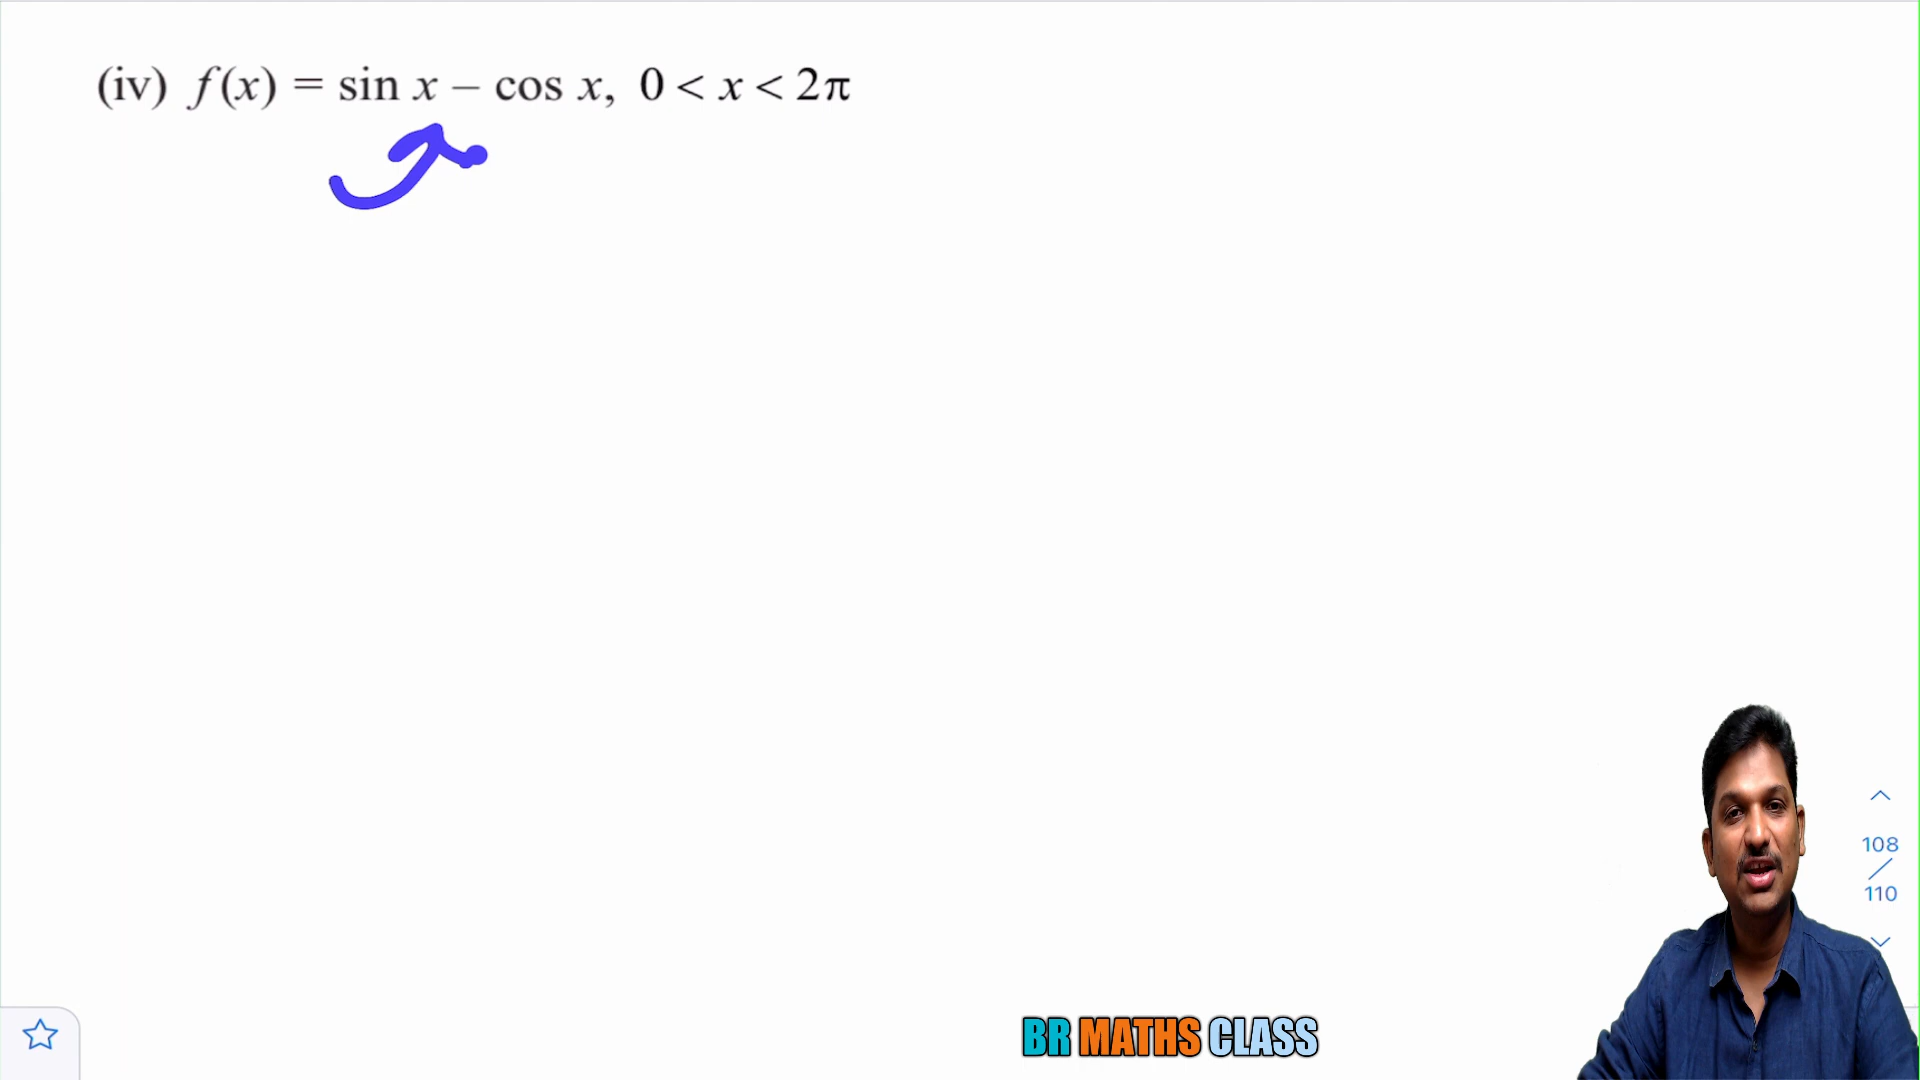 (iv) f(x) = sin x – cos x, 0 < x < 2π
108
/
110
BR MATHS CLASS